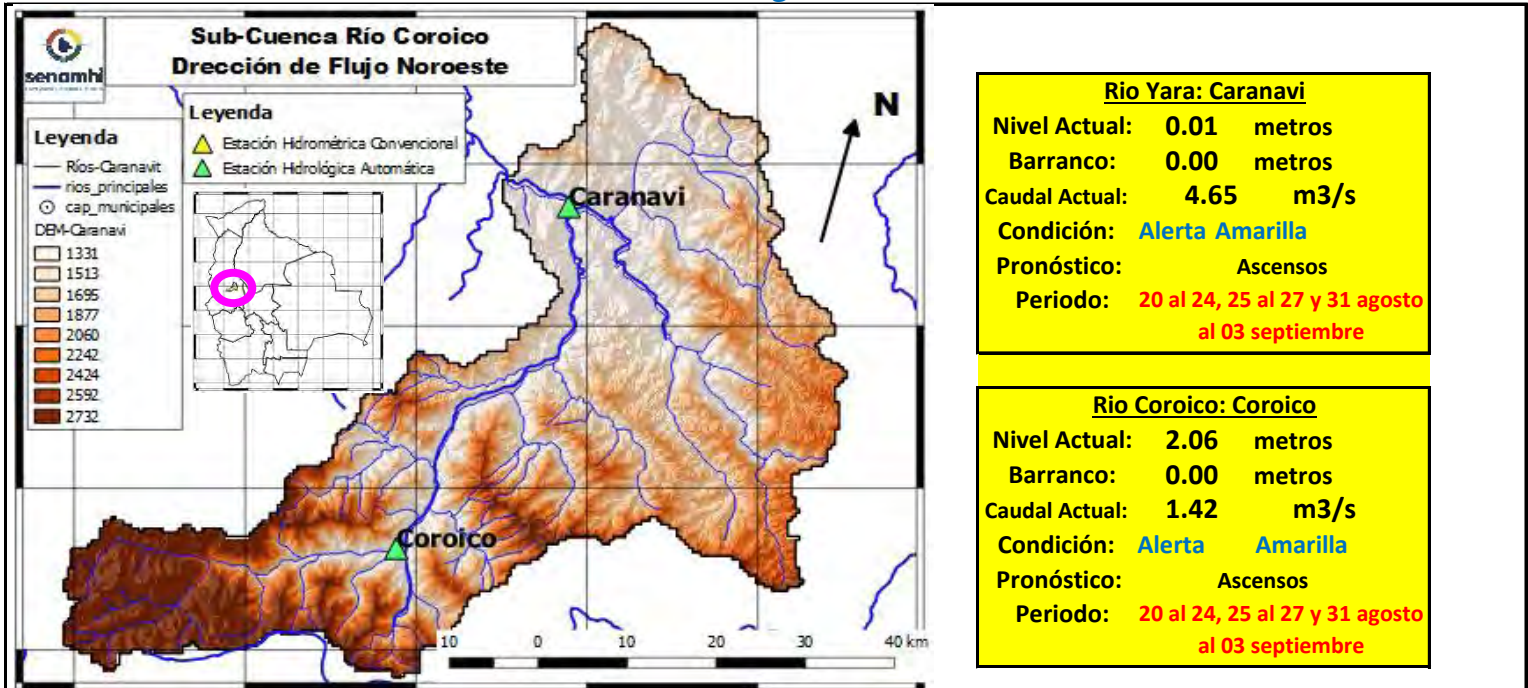 senamhi
Sub-Cuenca Río Coroico
Drección de Flujo Noroeste
Leyenda
Estación Hidrométrica Convencional
Estación Hidrológica Automática
Leyenda
Ríos-Caranavit
rios_principales
cap_municipales
DEM-Caranavi
1331
1513
1695
1877
2060
2242
2424
2592
2732
N
Caranavi
Coroico
10 0 10 20 30 40 km
Rio Yara: Caranavi
Nivel Actual: 0.01 metros
Barranco: 0.00 metros
Caudal Actual: 4.65 m3/s
Condición: Alerta Amarilla
Pronóstico: Ascensos
Periodo: 20 al 24, 25 al 27 y 31 agosto
al 03 septiembre
Rio Coroico: Coroico
Nivel Actual: 2.06 metros
Barranco: 0.00 metros
Caudal Actual: 1.42 m3/s
Condición: Alerta Amarilla
Pronóstico: Ascensos
Periodo: 20 al 24, 25 al 27 y 31 agosto
al 03 septiembre